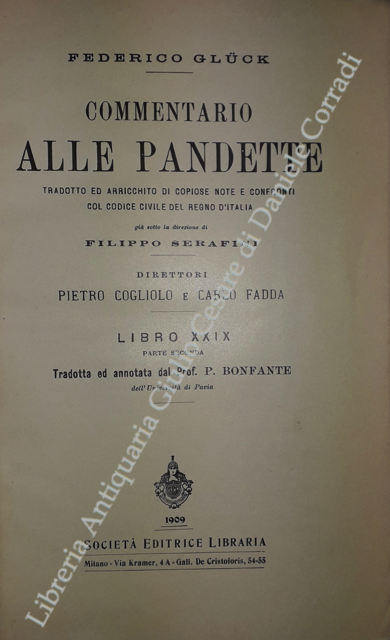 FEDERICO GLÜCK
COMMENTARIO
ALLE PANDETTE
TRADOTTO ED ARRICCHITO DI COPIOSE NOTE E CONFRONTI
COL CODICE CIVILE DEL REGNO D'ITALIA
già sotto la direzione di
FILIPPO SERAFINI
DIRETTORI
PIETRO COGLIOLO E CARLO FADDA
LIBRO XXIX
PARTE SECONDA
Tradotta ed annotata dal Prof. P. BONFANTE
dell'Università di Pavia
1909
SOCIETÀ EDITRICE LIBRARIA
Milano - Via Kramer, 4 A - Gall. De Cristoforis, 54-55
Libreria Antiquaria Giulio Cesare di Daniele Corradi